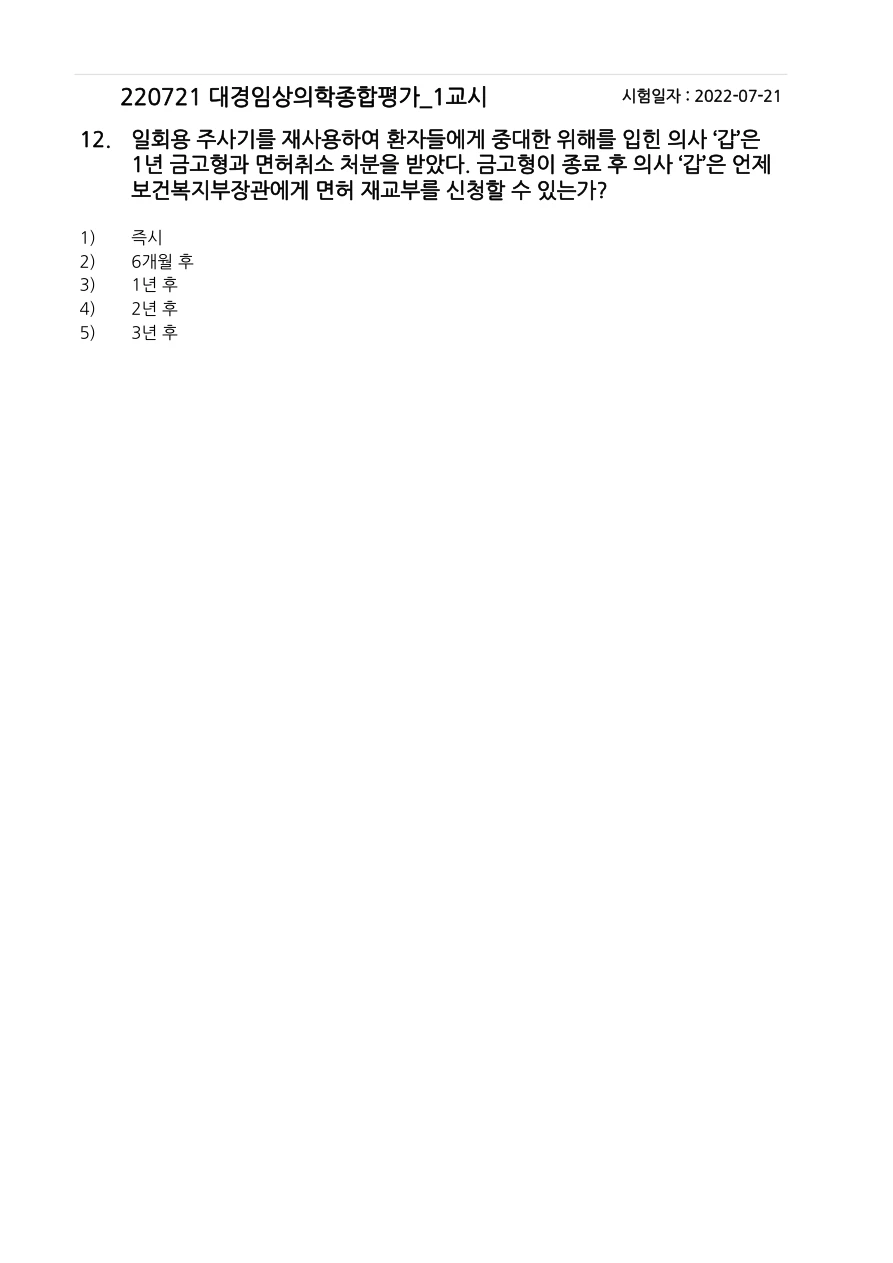 220721 대경임상의학종합평가_1교시 시험일자 : 2022-07-21
12. 일회용 주사기를 재사용하여 환자들에게 중대한 위해를 입힌 의사 ‘갑’은
1년 금고형과 면허취소 처분을 받았다. 금고형이 종료 후 의사 ‘갑’은 언제
보건복지부장관에게 면허 재교부를 신청할 수 있는가?
1) 즉시
2) 6개월 후
3) 1년 후
4) 2년 후
5) 3년 후